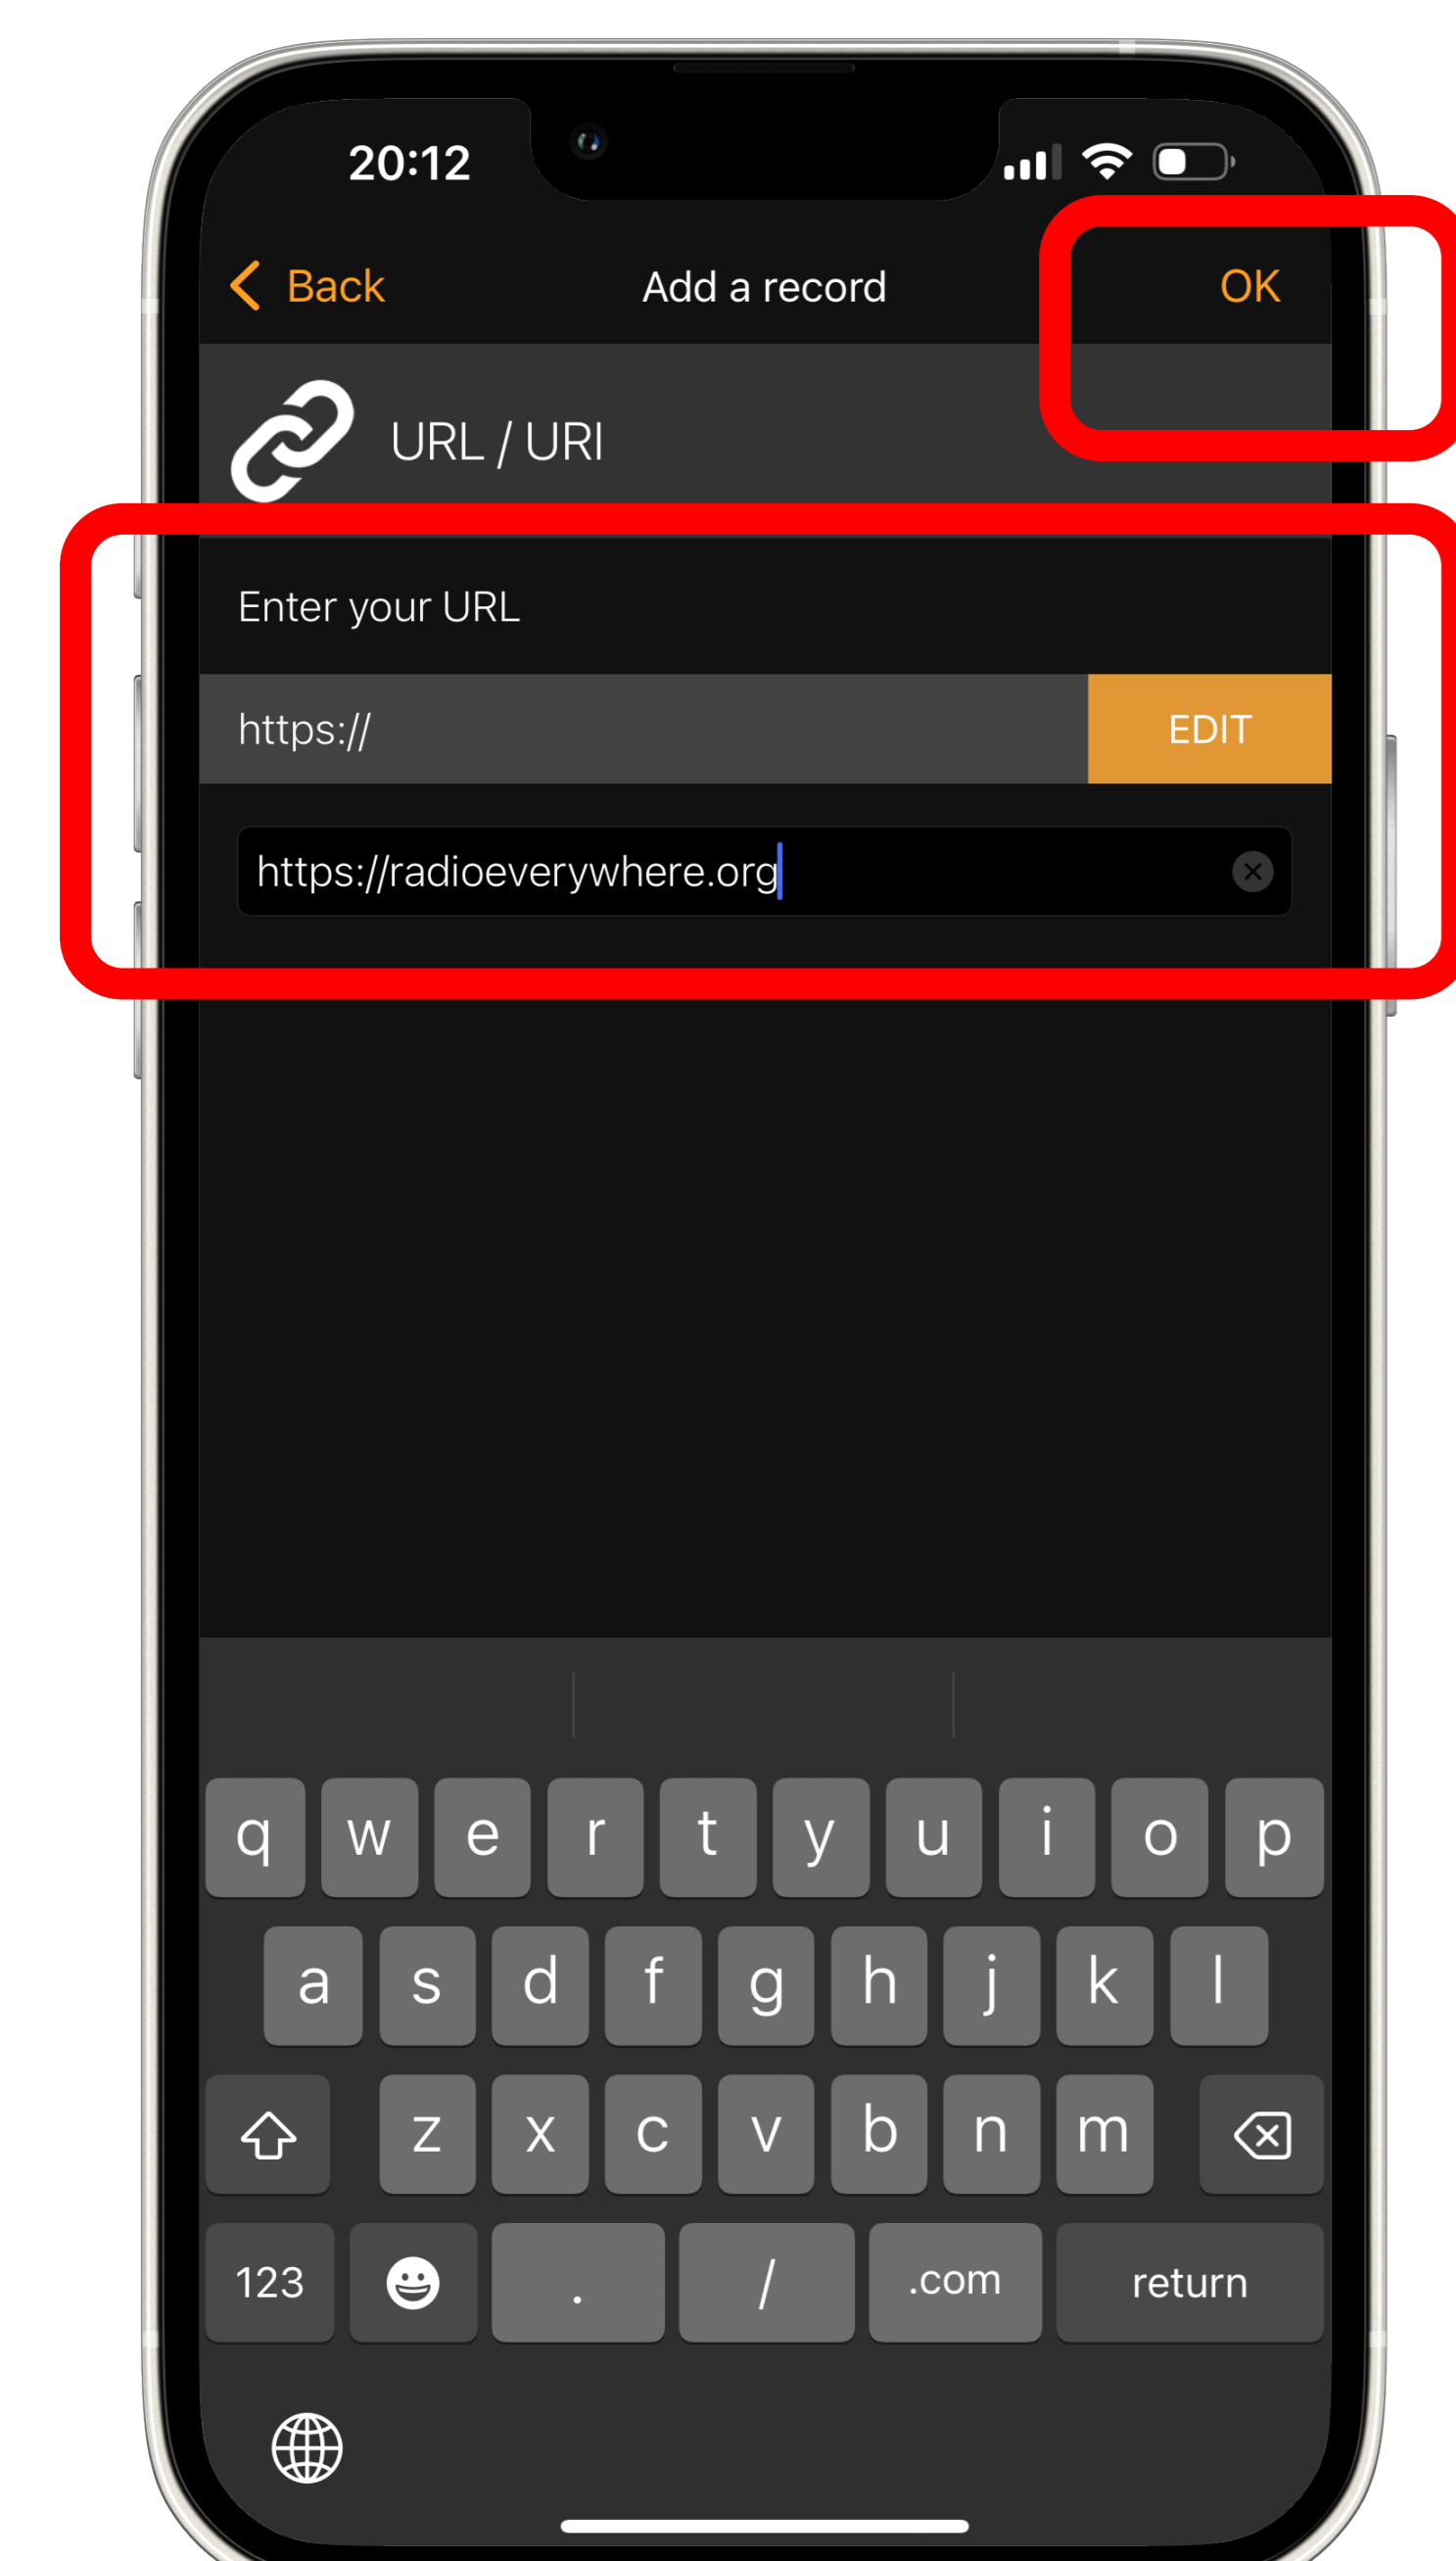 20:12
Back Add a record OK
URL / URI
Enter your URL
https:// EDIT
https://radioeverywhere.org
q w e r t y u i o p
a s d f g h j k l
z x c v b n m
123 . / .com return